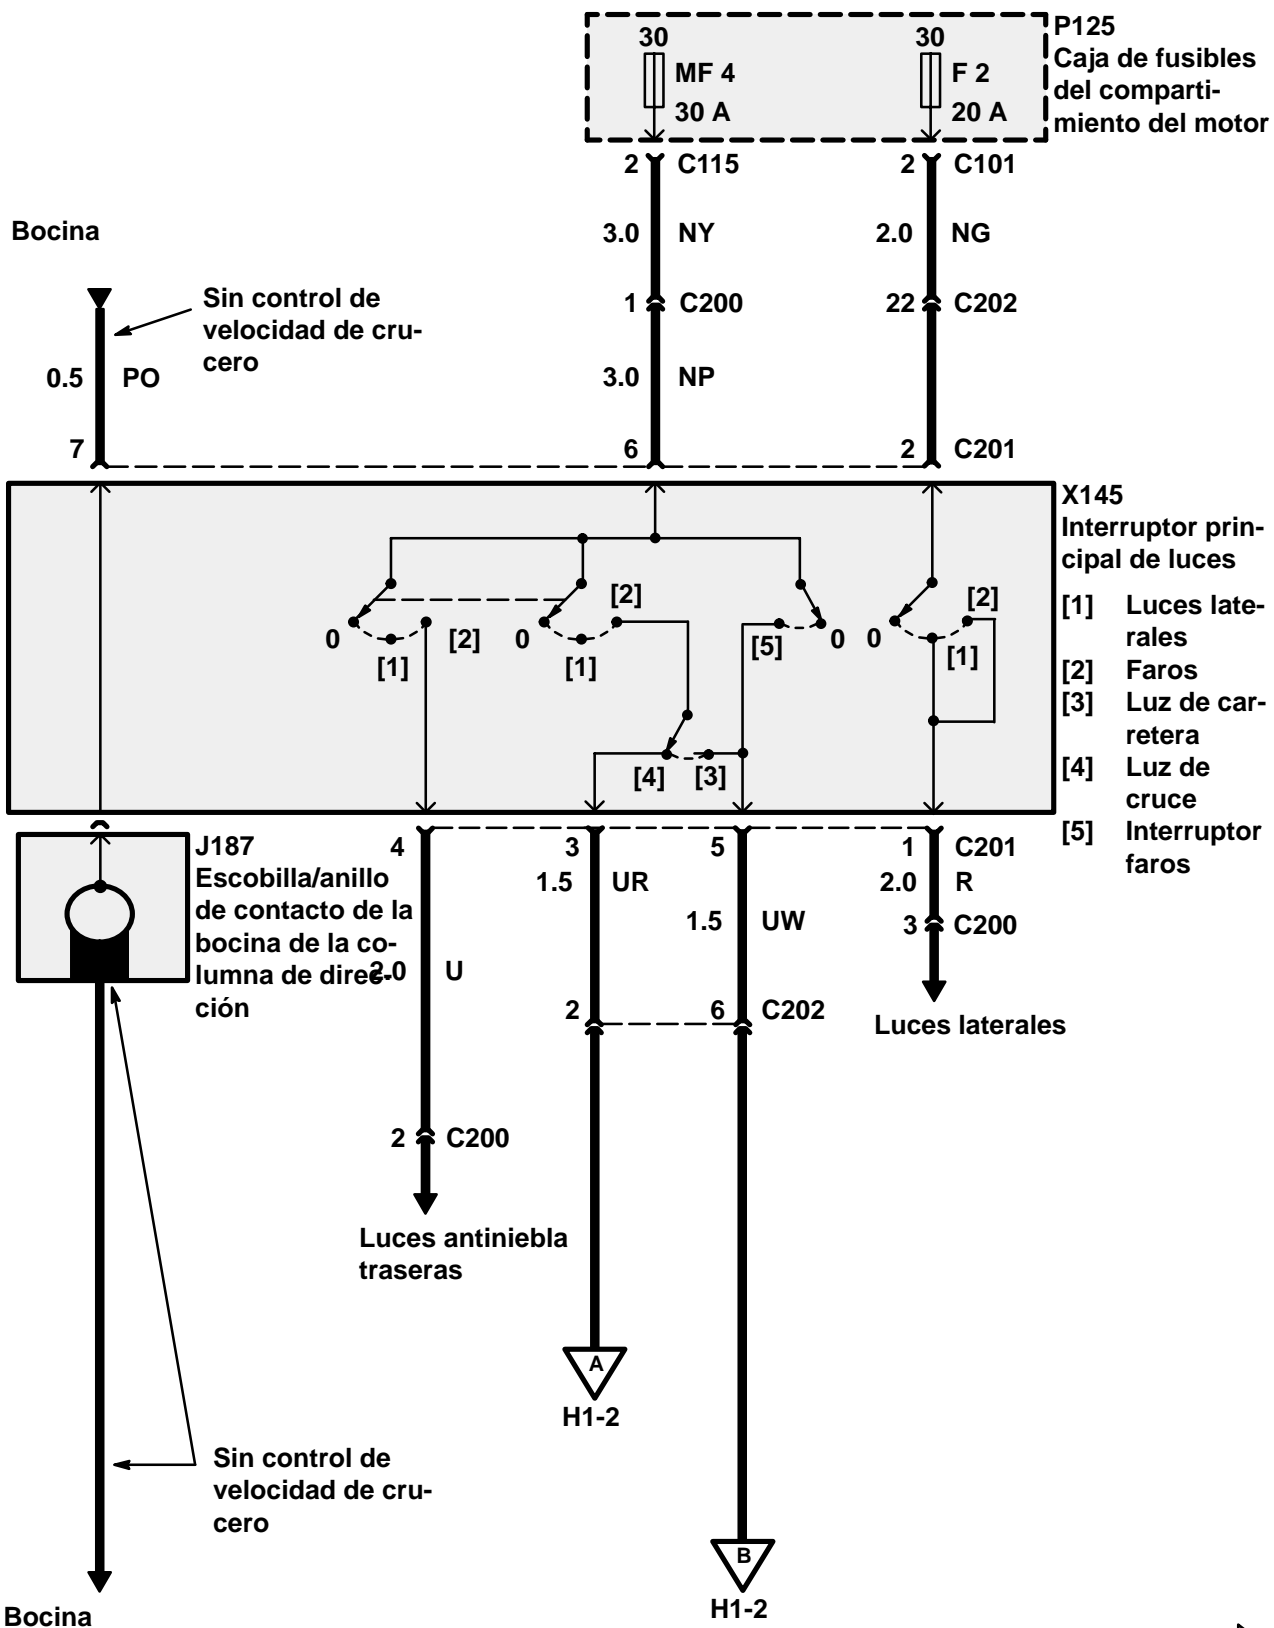 P125
Caja de fusibles
del comparti-
miento del motor
30
MF 4
30 A
30
F 2
20 A
2 C115
2 C101
3.0 NY
2.0 NG
Bocina
Sin control de
velocidad de cru-
cero
1 C200
22 C202
0.5 PO
3.0 NP
7
6
2 C201
X145
Interruptor prin-
cipal de luces
[1] Luces late-
rales
[2] Faros
[3] Luz de car-
retera
[4] Luz de
cruce
[5] Interruptor
faros
0
[1]
[2]
0
[1]
[2]
[5]
0
0
[1]
[2]
[4]
[3]
J187
Escobilla/anillo
de contacto de la
bocina de la co-
lumna de direc-
ción
4
3
5
1 C201
1.5 UR
2.0 R
1.5 UW
3 C200
2.0 U
2
6 C202
Luces laterales
2 C200
Luces antiniebla
traseras
A
H1-2
Sin control de
velocidad de cru-
cero
B
H1-2
Bocina